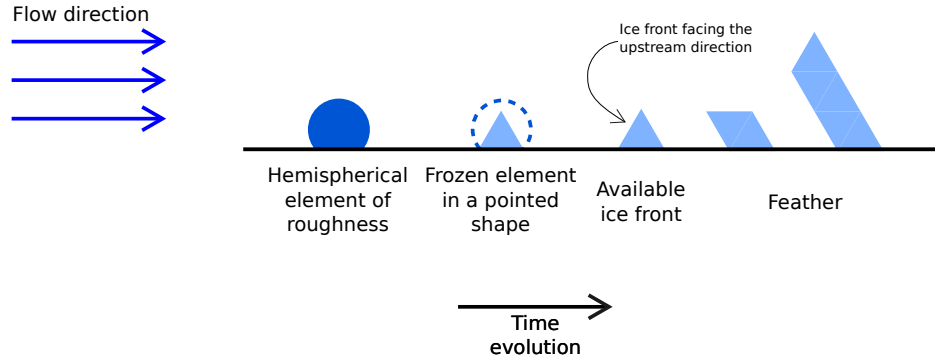 Flow direction
Ice front facing the
upstream direction
Hemispherical
element of
roughness
Frozen element
in a pointed
shape
Available
ice front
Feather
Time
evolution